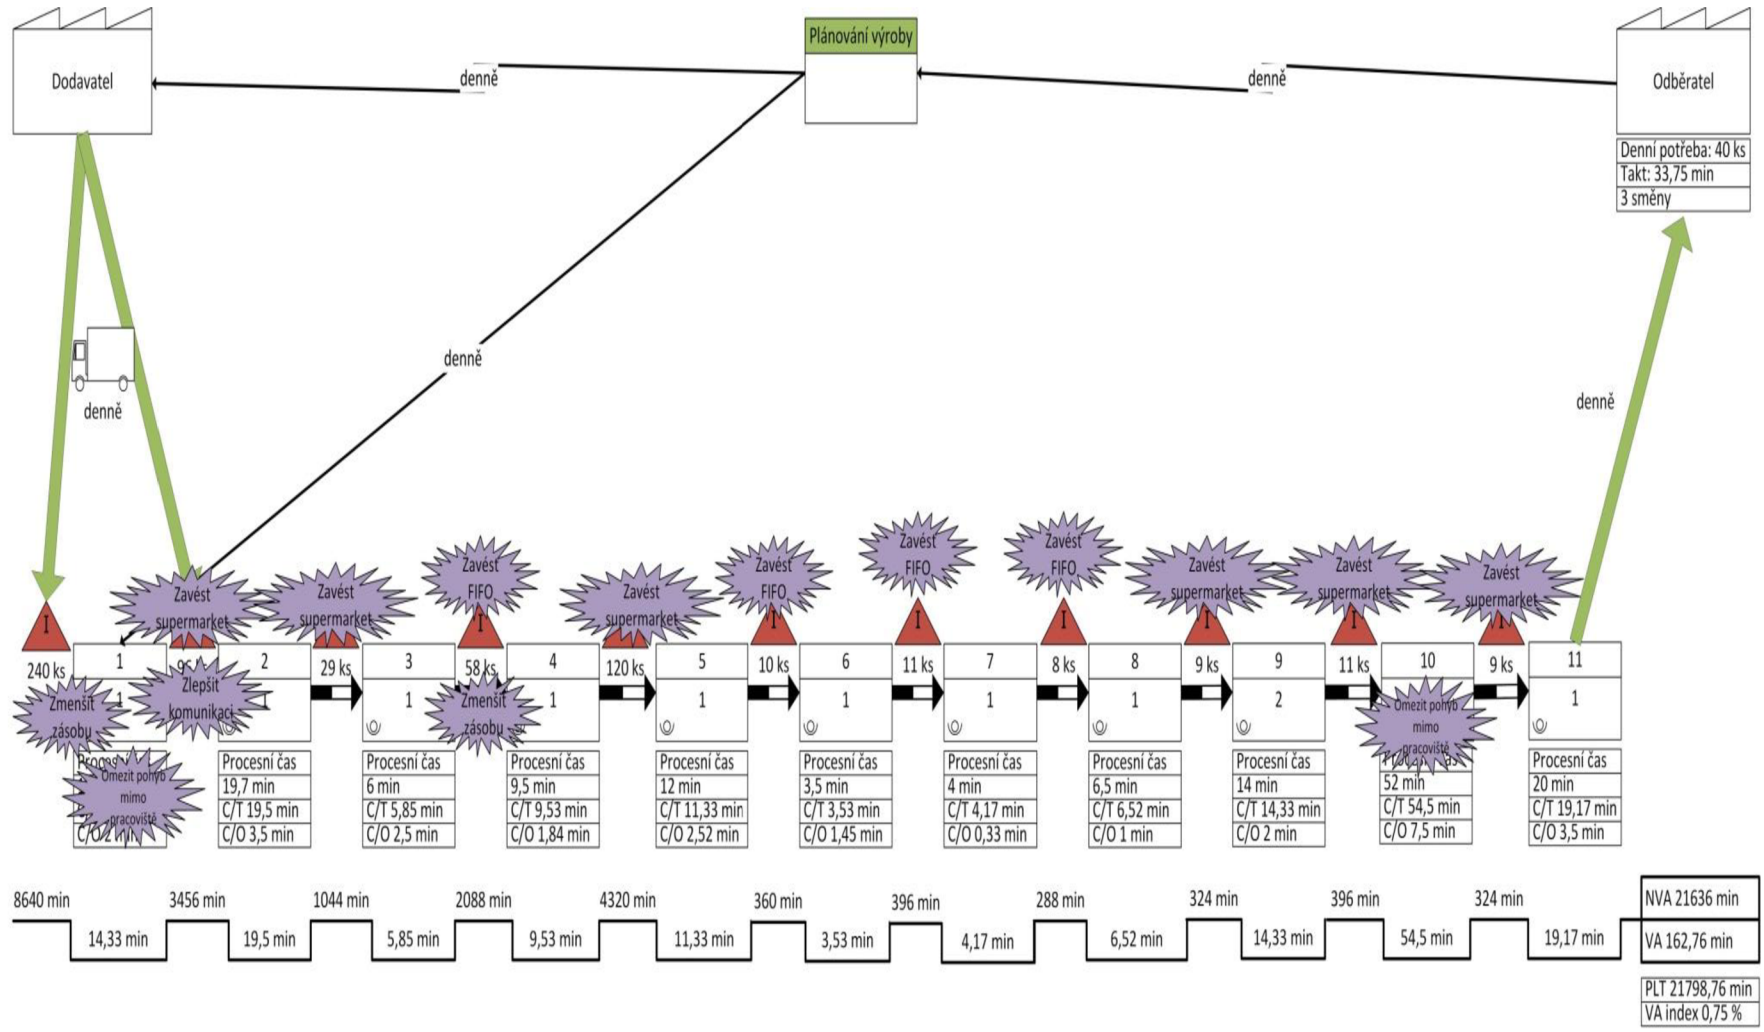 Dodavatel
denně
Plánování výroby
denně
Odběratel
Denní potřeba: 40 ks
Takt: 33,75 min
3 směny
denně
denně
denně
Zavést
supermarket
Zavést
supermarket
Zavést
FIFO
Zavést
supermarket
Zavést
FIFO
Zavést
FIFO
Zavést
FIFO
Zavést
supermarket
Zavést
supermarket
Zavést
supermarket
I
I
I
I
I
I
I
I
240 ks
1
2
29 ks
3
58 ks
4
120 ks
5
10 ks
6
11 ks
7
8 ks
8
9 ks
9
11 ks
10
9 ks
11
Zmenšit
zásobu
1
Zlepšit
komunikaci
1
1
Zmenšit
zásobu
1
1
1
1
1
2
Omezit pohyb
mimo
pracoviště
1
Omezit pohyb
mimo
pracoviště
C/O 2
Procesní čas
19,7 min
C/T 19,5 min
C/O 3,5 min
Procesní čas
6 min
C/T 5,85 min
C/O 2,5 min
Procesní čas
9,5 min
C/T 9,53 min
C/O 1,84 min
Procesní čas
12 min
C/T 11,33 min
C/O 2,52 min
Procesní čas
3,5 min
C/T 3,53 min
C/O 1,45 min
Procesní čas
4 min
C/T 4,17 min
C/O 0,33 min
Procesní čas
6,5 min
C/T 6,52 min
C/O 1 min
Procesní čas
14 min
C/T 14,33 min
C/O 2 min
52 min
C/T 54,5 min
C/O 7,5 min
Procesní čas
20 min
C/T 19,17 min
C/O 3,5 min
8640 min
3456 min
1044 min
2088 min
4320 min
360 min
396 min
288 min
324 min
396 min
324 min
NVA 21636 min
14,33 min
19,5 min
5,85 min
9,53 min
11,33 min
3,53 min
4,17 min
6,52 min
14,33 min
54,5 min
19,17 min
VA 162,76 min
PLT 21798,76 min
VA index 0,75 %